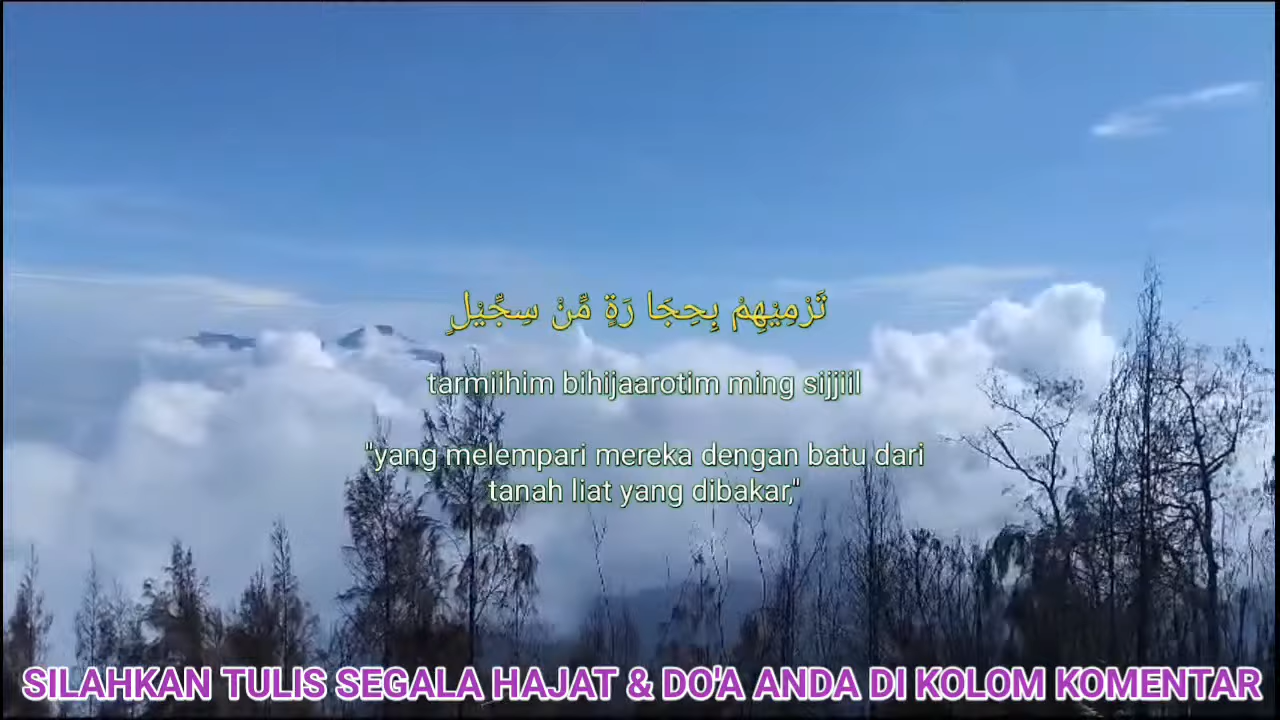 تَرْمِيْهِمْ بِحِجَا رَةٍ مِّنْ سِجِّيْلٍ
tarmiihim bihijaarotim ming sijjiil
"yang melempari mereka dengan batu dari
tanah liat yang dibakar,"
SILAHKAN TULIS SEGALA HAJAT & DO'A ANDA DI KOLOM KOMENTAR